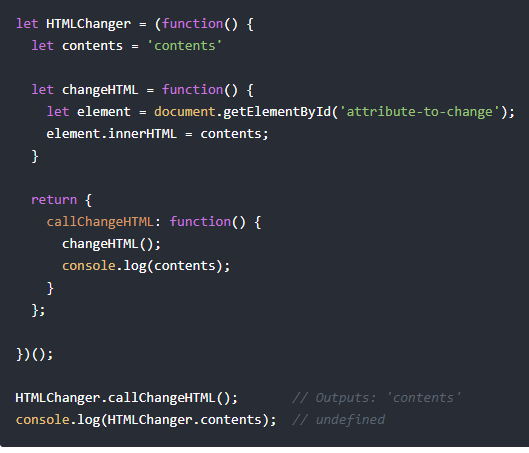 let HTMLChanger = (function() {
  let contents = 'contents'

  let changeHTML = function() {
    let element = document.getElementById('attribute-to-change');
    element.innerHTML = contents;
  }

  return {
    callChangeHTML: function() {
      changeHTML();
      console.log(contents);
    }
  };

})();

HTMLChanger.callChangeHTML();       // Outputs: 'contents'
console.log(HTMLChanger.contents);  // undefined